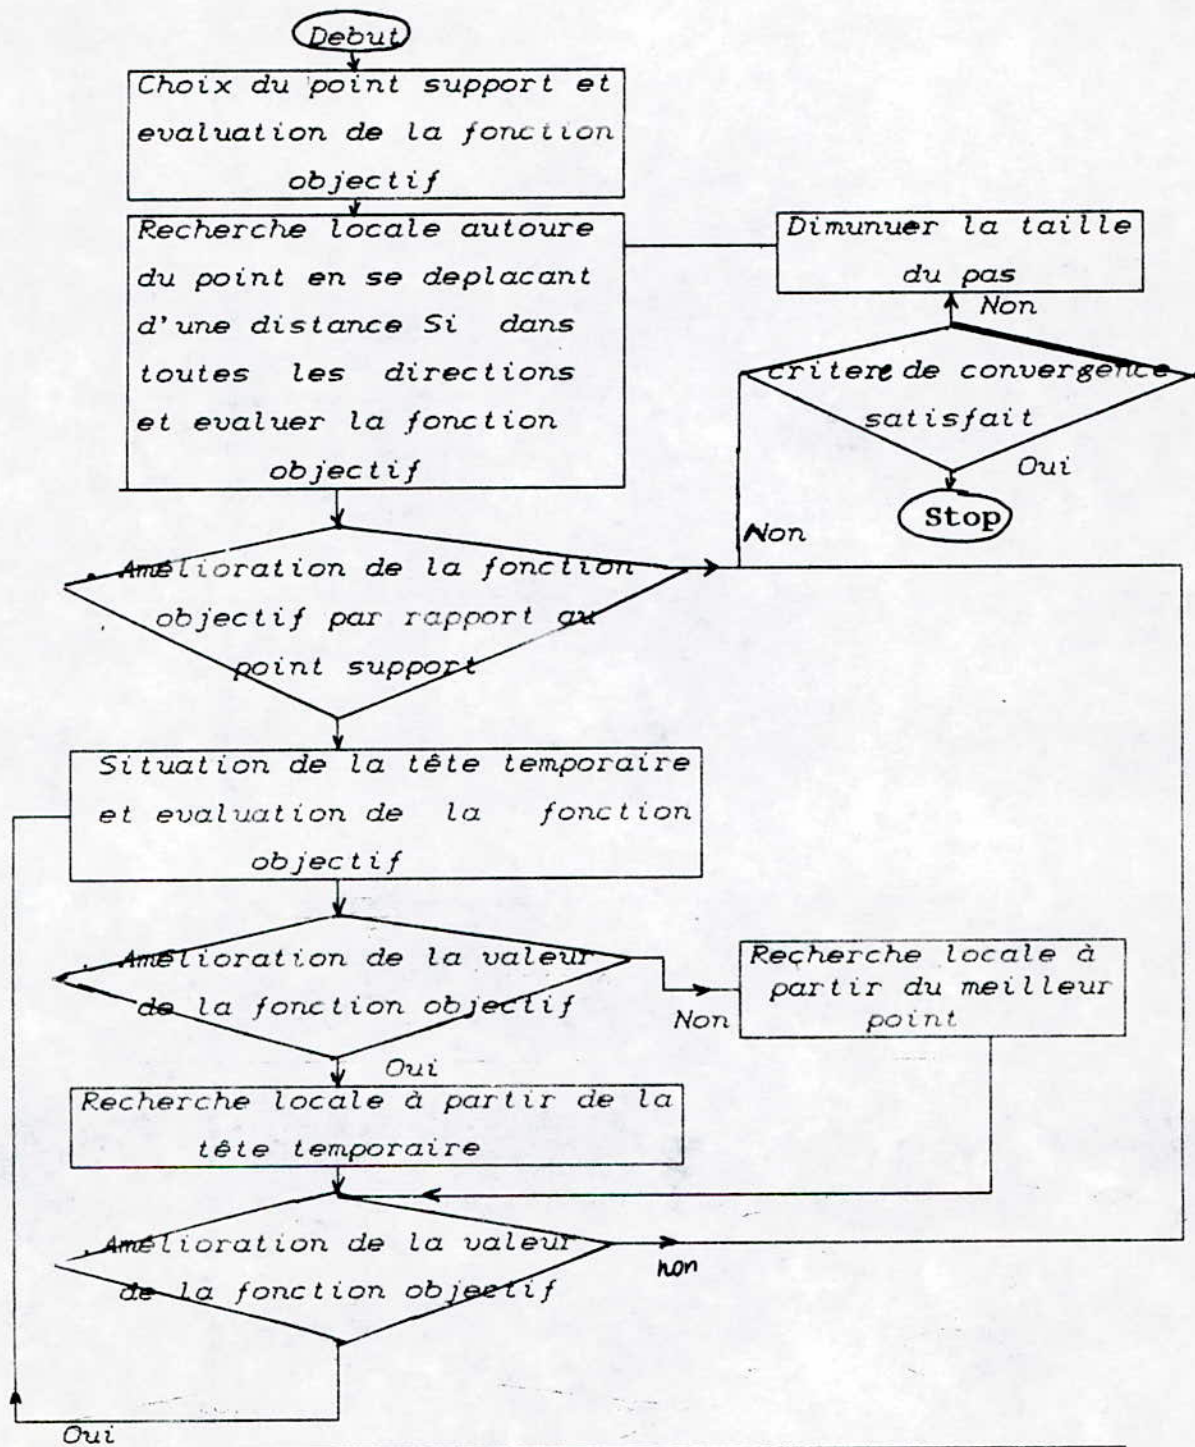 Debut
Choix du point support et
evaluation de la fonction
objectif
Recherche locale autoure
du point en se deplacant
d'une distance Si dans
toutes les directions
et evaluer la fonction
objectif
Dimunuer la taille
du pas
Non
critere de convergence
satisfait
Oui
Stop
Non
Amélioration de la fonction
objectif par rapport au
point support
Situation de la tête temporaire
et evaluation de la fonction
objectif
Amélioration de la valeur
de la fonction objectif
Non
Recherche locale à
partir du meilleur
point
Oui
Recherche locale à partir de la
tête temporaire
Amélioration de la valeur
de la fonction objectif
non
Oui